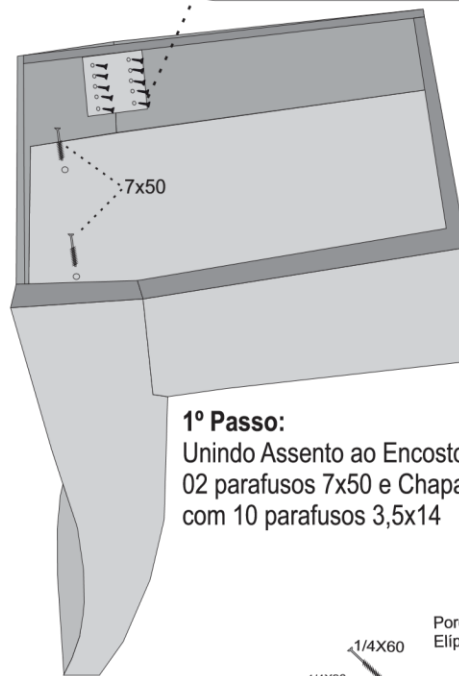 7x50
1º Passo:
Unindo Assento ao Encosto
02 parafusos 7x50 e Chapa
com 10 parafusos 3,5x14
1/4X60